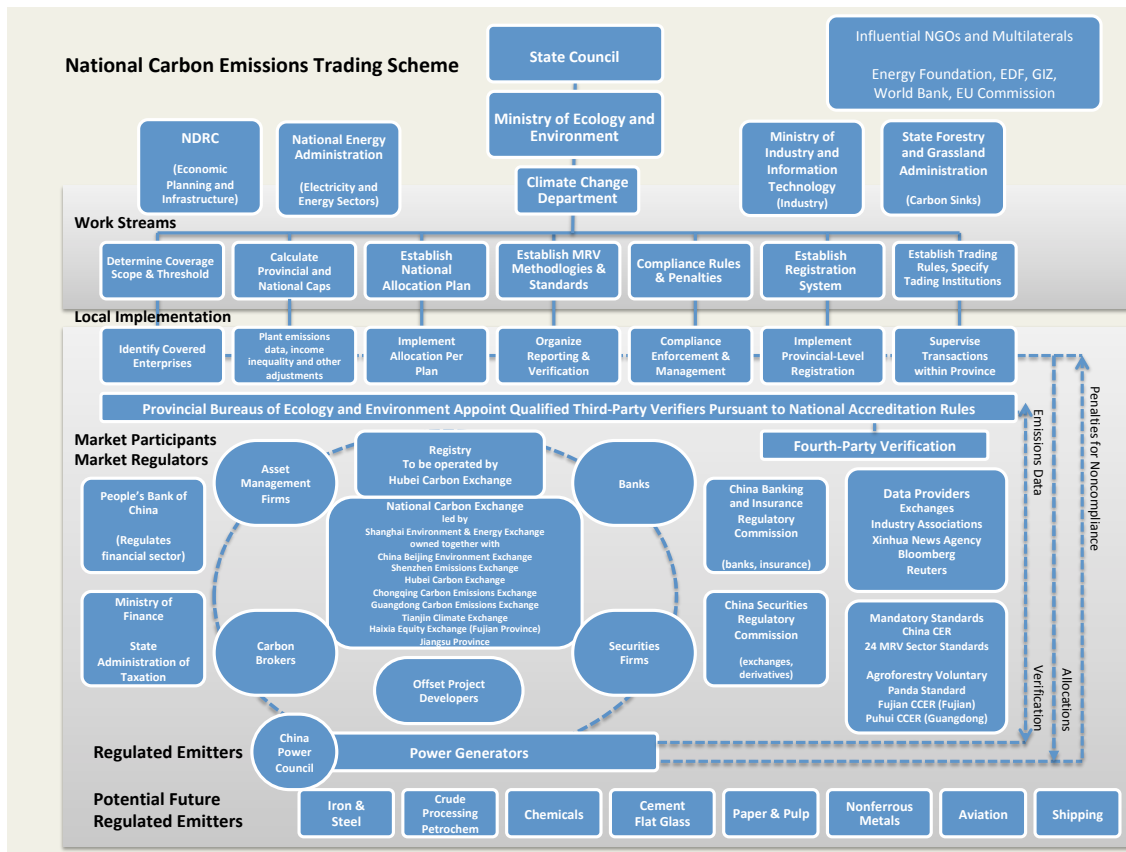 National Carbon Emissions Trading Scheme
State Council
Influential NGOs and Multilaterals
Energy Foundation, EDF, GIZ,
World Bank, EU Commission
Ministry of Ecology and
Environment
NDRC
(Economic
Planning and
Infrastructure)
National Energy
Administration
(Electricity and
Energy Sectors)
Climate Change
Department
Ministry of
Industry and
Information
Technology
(Industry)
State Forestry
and Grassland
Administration
(Carbon Sinks)
Work Streams
Determine Coverage
Scope & Threshold
Calculate
Provincial and
National Caps
Establish
National
Allocation Plan
Establish MRV
Methodlogies &
Standards
Compliance Rules
& Penalties
Establish
Registration
System
Establish Trading
Rules, Specify
Tading Institutions
Local Implementation
Identify Covered
Enterprises
Plant emissions
data, income
inequality and other
adjustments
Implement
Allocation Per
Plan
Organize
Reporting &
Verification
Compliance
Enforcement &
Management
Implement
Provincial-Level
Registration
Supervise
Transactions
within Province
Provincial Bureaus of Ecology and Environment Appoint Qualified Third-Party Verifiers Pursuant to National Accreditation Rules
Fourth-Party Verification
Market Participants
Market Regulators
People's Bank of
China
(Regulates
financial sector)
Ministry of
Finance
State
Administration of
Taxation
Asset
Management
Firms
Registry
To be operated by
Hubei Carbon Exchange
Banks
National Carbon Exchange
led by
Shanghai Environment & Energy Exchange
owned together with
China Beijing Environment Exchange
Shenzhen Emissions Exchange
Hubei Carbon Exchange
Chongqing Carbon Emissions Exchange
Guangdong Carbon Emissions Exchange
Tianjin Climate Exchange
Haixia Equity Exchange (Fujian Province)
Jiangsu Province
Carbon
Brokers
Securities
Firms
Offset Project
Developers
China Banking
and Insurance
Regulatory
Commission
(banks, insurance)
China Securities
Regulatory
Commission
(exchanges,
derivatives)
Data Providers
Exchanges
Industry Associations
Xinhua News Agency
Bloomberg
Reuters
Mandatory Standards
China CER
24 MRV Sector Standards
Agroforestry Voluntary
Panda Standard
Fujian CCER (Fujian)
Puhui CCER (Guangdong)
Emissions Data
Verification
Allocations
Penalties for Noncompliance
Regulated Emitters
China
Power
Council
Power Generators
Potential Future
Regulated Emitters
Iron &
Steel
Crude
Processing
Petrochem
Chemicals
Cement
Flat Glass
Paper & Pulp
Nonferrous
Metals
Aviation
Shipping